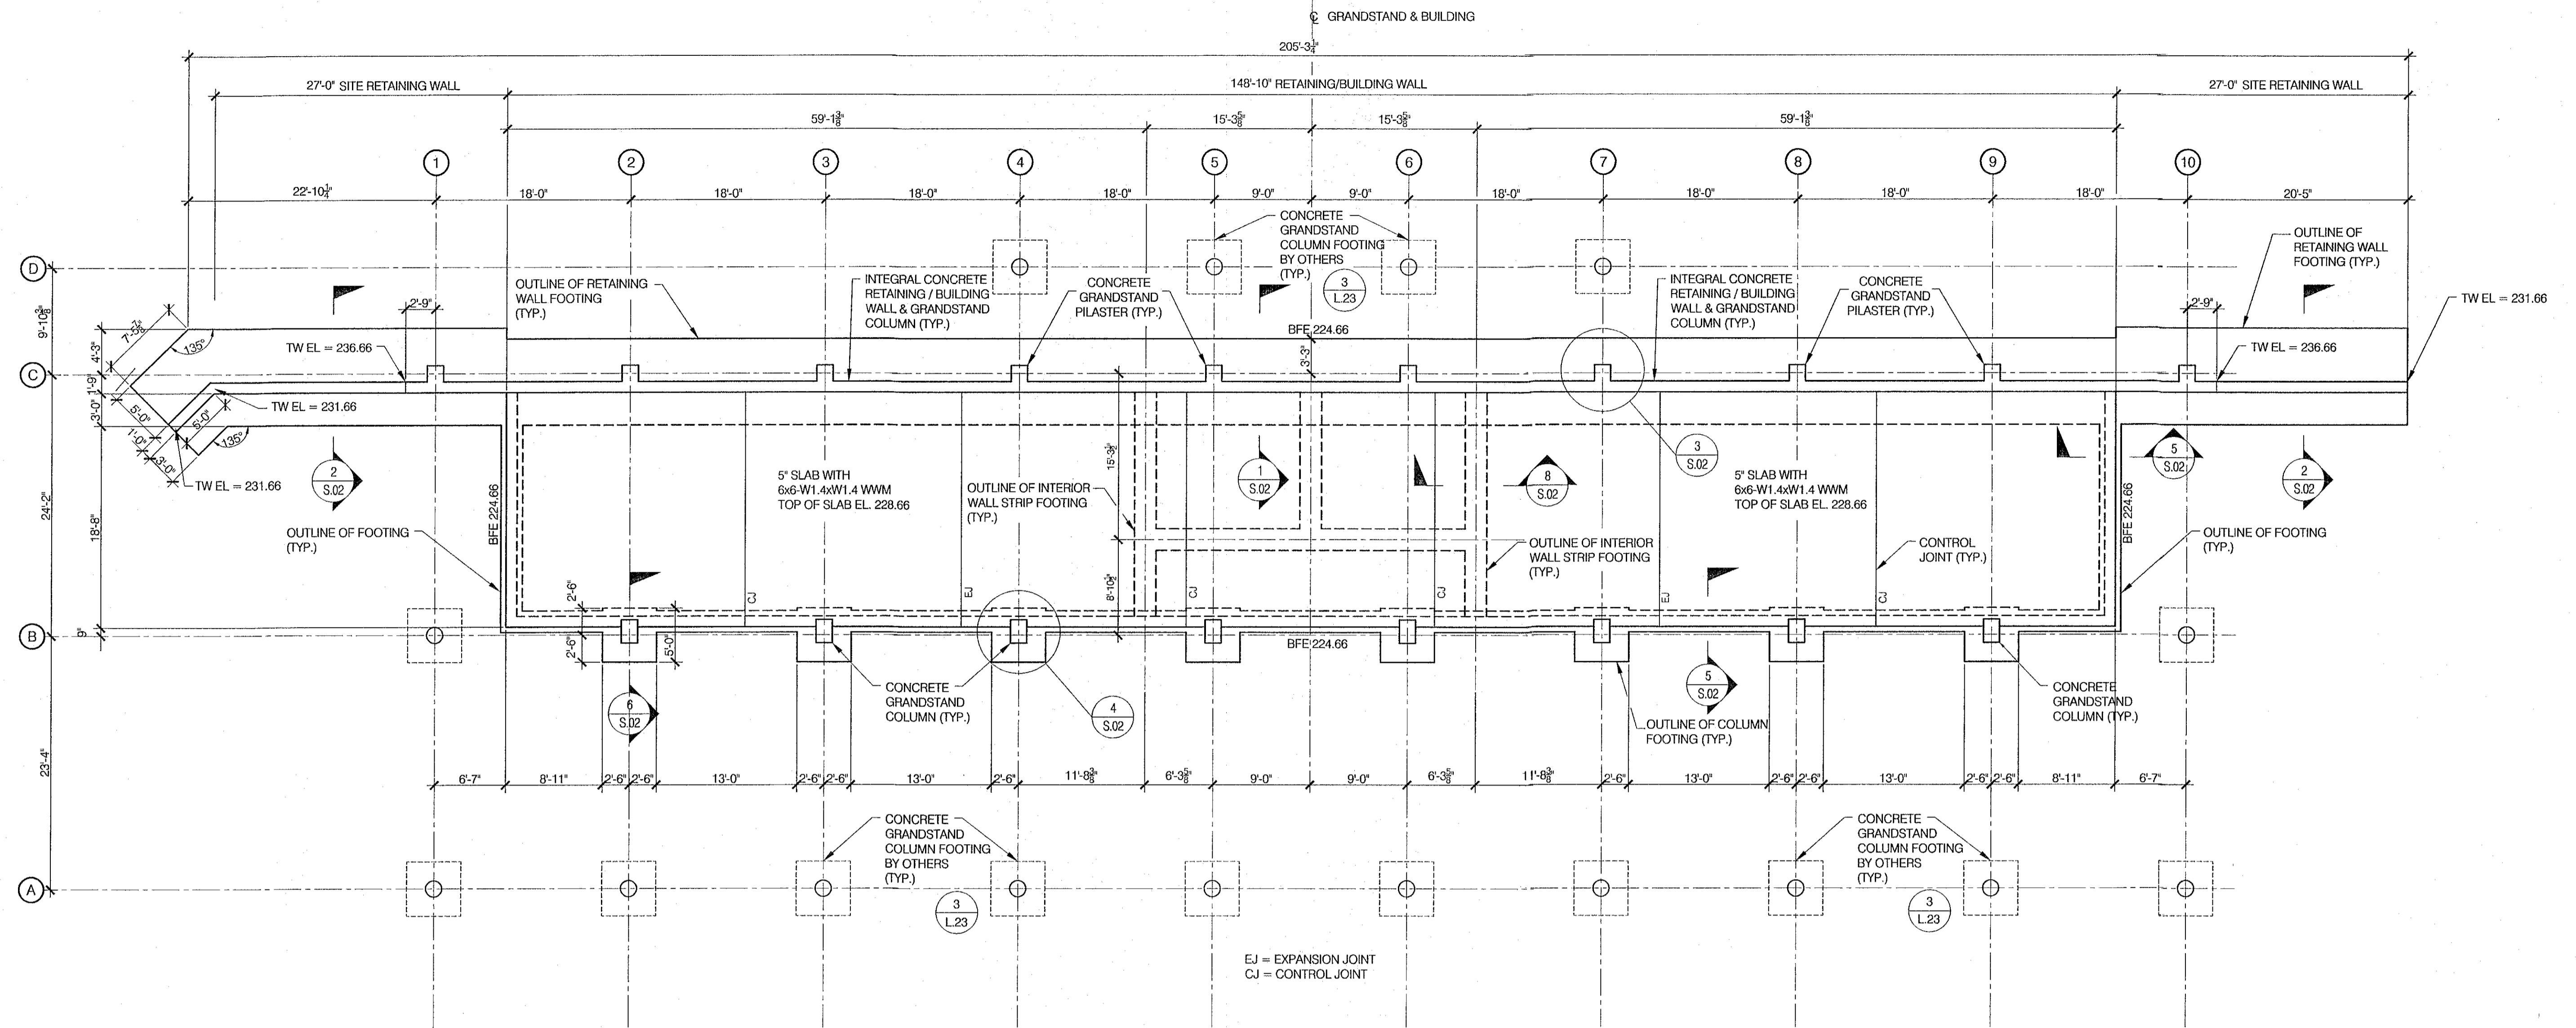 ℄ GRANDSTAND & BUILDING
205'-3¼"
27'-0" SITE RETAINING WALL
148'-10" RETAINING/BUILDING WALL
27'-0" SITE RETAINING WALL
59'-1⅜"
15'-3⅝"
15'-3⅝"
59'-1⅜"
1
2
3
4
5
6
7
8
9
10
22'-10¼"
18'-0"
18'-0"
18'-0"
18'-0"
9'-0"
9'-0"
18'-0"
18'-0"
18'-0"
18'-0"
20'-5"
CONCRETE
GRANDSTAND
COLUMN FOOTING
BY OTHERS
(TYP.)
3
L.23
OUTLINE OF
RETAINING WALL
FOOTING (TYP.)
D
OUTLINE OF RETAINING
WALL FOOTING
(TYP.)
INTEGRAL CONCRETE
RETAINING / BUILDING
WALL & GRANDSTAND
COLUMN (TYP.)
CONCRETE
GRANDSTAND
PILASTER (TYP.)
INTEGRAL CONCRETE
RETAINING / BUILDING
WALL & GRANDSTAND
COLUMN (TYP.)
CONCRETE
GRANDSTAND
PILASTER (TYP.)
2'-9"
2'-9"
TW EL = 231.66
9'-10⅜"
7'-5⅞"
135°
4'-3"
TW EL = 236.66
BFE 224.66
3'-3"
TW EL = 236.66
C
1'-9"
3'-0"
5'-0"
5'-0"
1'-0"
3'-0"
135°
TW EL = 231.66
TW EL = 231.66
2
S.02
24'-2"
18'-8"
BFE 224.66
OUTLINE OF FOOTING
(TYP.)
5" SLAB WITH
6x6-W1.4xW1.4 WWM
TOP OF SLAB EL. 228.66
OUTLINE OF INTERIOR
WALL STRIP FOOTING
(TYP.)
15'-3½"
8'-10½"
1
S.02
8
S.02
3
S.02
5" SLAB WITH
6x6-W1.4xW1.4 WWM
TOP OF SLAB EL. 228.66
5
S.02
2
S.02
OUTLINE OF INTERIOR
WALL STRIP FOOTING
(TYP.)
CONTROL
JOINT (TYP.)
BFE 224.66
OUTLINE OF FOOTING
(TYP.)
CJ
EJ
CJ
CJ
EJ
CJ
9"
B
2'-6"
2'-6"
5'-0"
BFE 224.66
23'-4"
6
S.02
CONCRETE
GRANDSTAND
COLUMN (TYP.)
4
S.02
5
S.02
OUTLINE OF COLUMN
FOOTING (TYP.)
CONCRETE
GRANDSTAND
COLUMN (TYP.)
6'-7"
8'-11"
2'-6"
2'-6"
13'-0"
2'-6"
2'-6"
13'-0"
2'-6"
11'-8⅜"
6'-3⅝"
9'-0"
9'-0"
6'-3⅝"
11'-8⅜"
2'-6"
13'-0"
2'-6"
2'-6"
13'-0"
2'-6"
2'-6"
8'-11"
6'-7"
CONCRETE
GRANDSTAND
COLUMN FOOTING
BY OTHERS
(TYP.)
3
L.23
CONCRETE
GRANDSTAND
COLUMN FOOTING
BY OTHERS
(TYP.)
3
L.23
A
EJ = EXPANSION JOINT
CJ = CONTROL JOINT